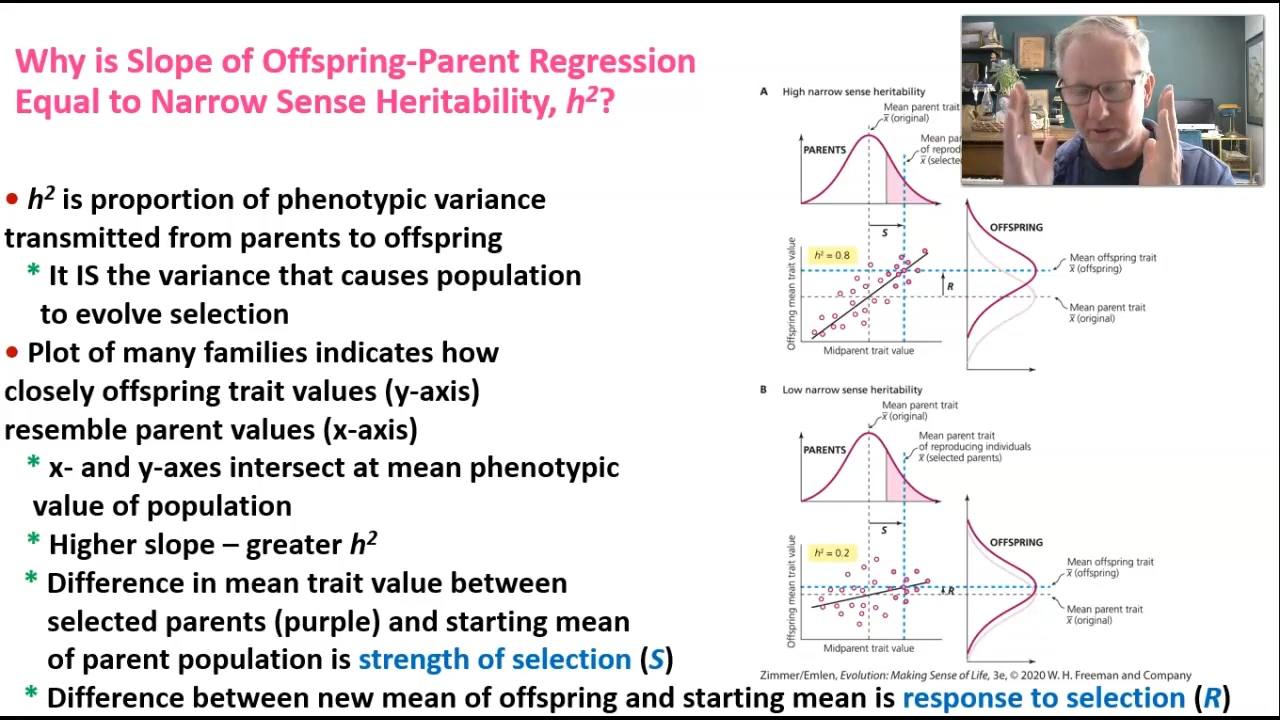 Why is Slope of Offspring-Parent Regression
Equal to Narrow Sense Heritability, h²?
• h² is proportion of phenotypic variance
transmitted from parents to offspring
* It IS the variance that causes population
to evolve selection
• Plot of many families indicates how
closely offspring trait values (y-axis)
resemble parent values (x-axis)
* x- and y-axes intersect at mean phenotypic
value of population
* Higher slope – greater h²
* Difference in mean trait value between
selected parents (purple) and starting mean
of parent population is strength of selection (S)
* Difference between new mean of offspring and starting mean is response to selection (R)
A High narrow sense heritability
Mean parent trait
x̅ (original)
PARENTS
Mean
of
x̅
S
Offspring mean trait value
h² = 0.8
R
Midparent trait value
OFFSPRING
Mean offspring trait
x̅ (offspring)
Mean parent trait
x̅ (original)
B Low narrow sense heritability
Mean parent trait
x̅ (original)
PARENTS
Mean parent trait
of reproducing individuals
x̅ (selected parents)
S
Offspring mean trait value
h² = 0.2
R
Midparent trait value
OFFSPRING
Mean offspring trait
x̅ (offspring)
Mean parent trait
x̅ (original)
Zimmer/Emlen, Evolution: Making Sense of Life, 3e, © 2020 W. H. Freeman and Company